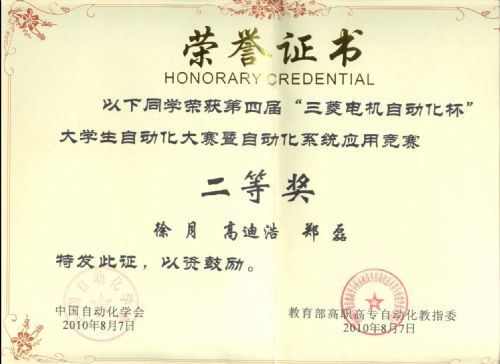 荣誉证书
HONORARY CREDENTIAL
以下同学荣获第四届“三菱电机自动化杯”
大学生自动化大赛暨自动化系统应用竞赛
二等奖
徐月 高迪浩 郑磊
特发此证，以资鼓励。
中国自动化学会
2010年8月7日
教育部高职高专自动化教指委
2010年8月7日